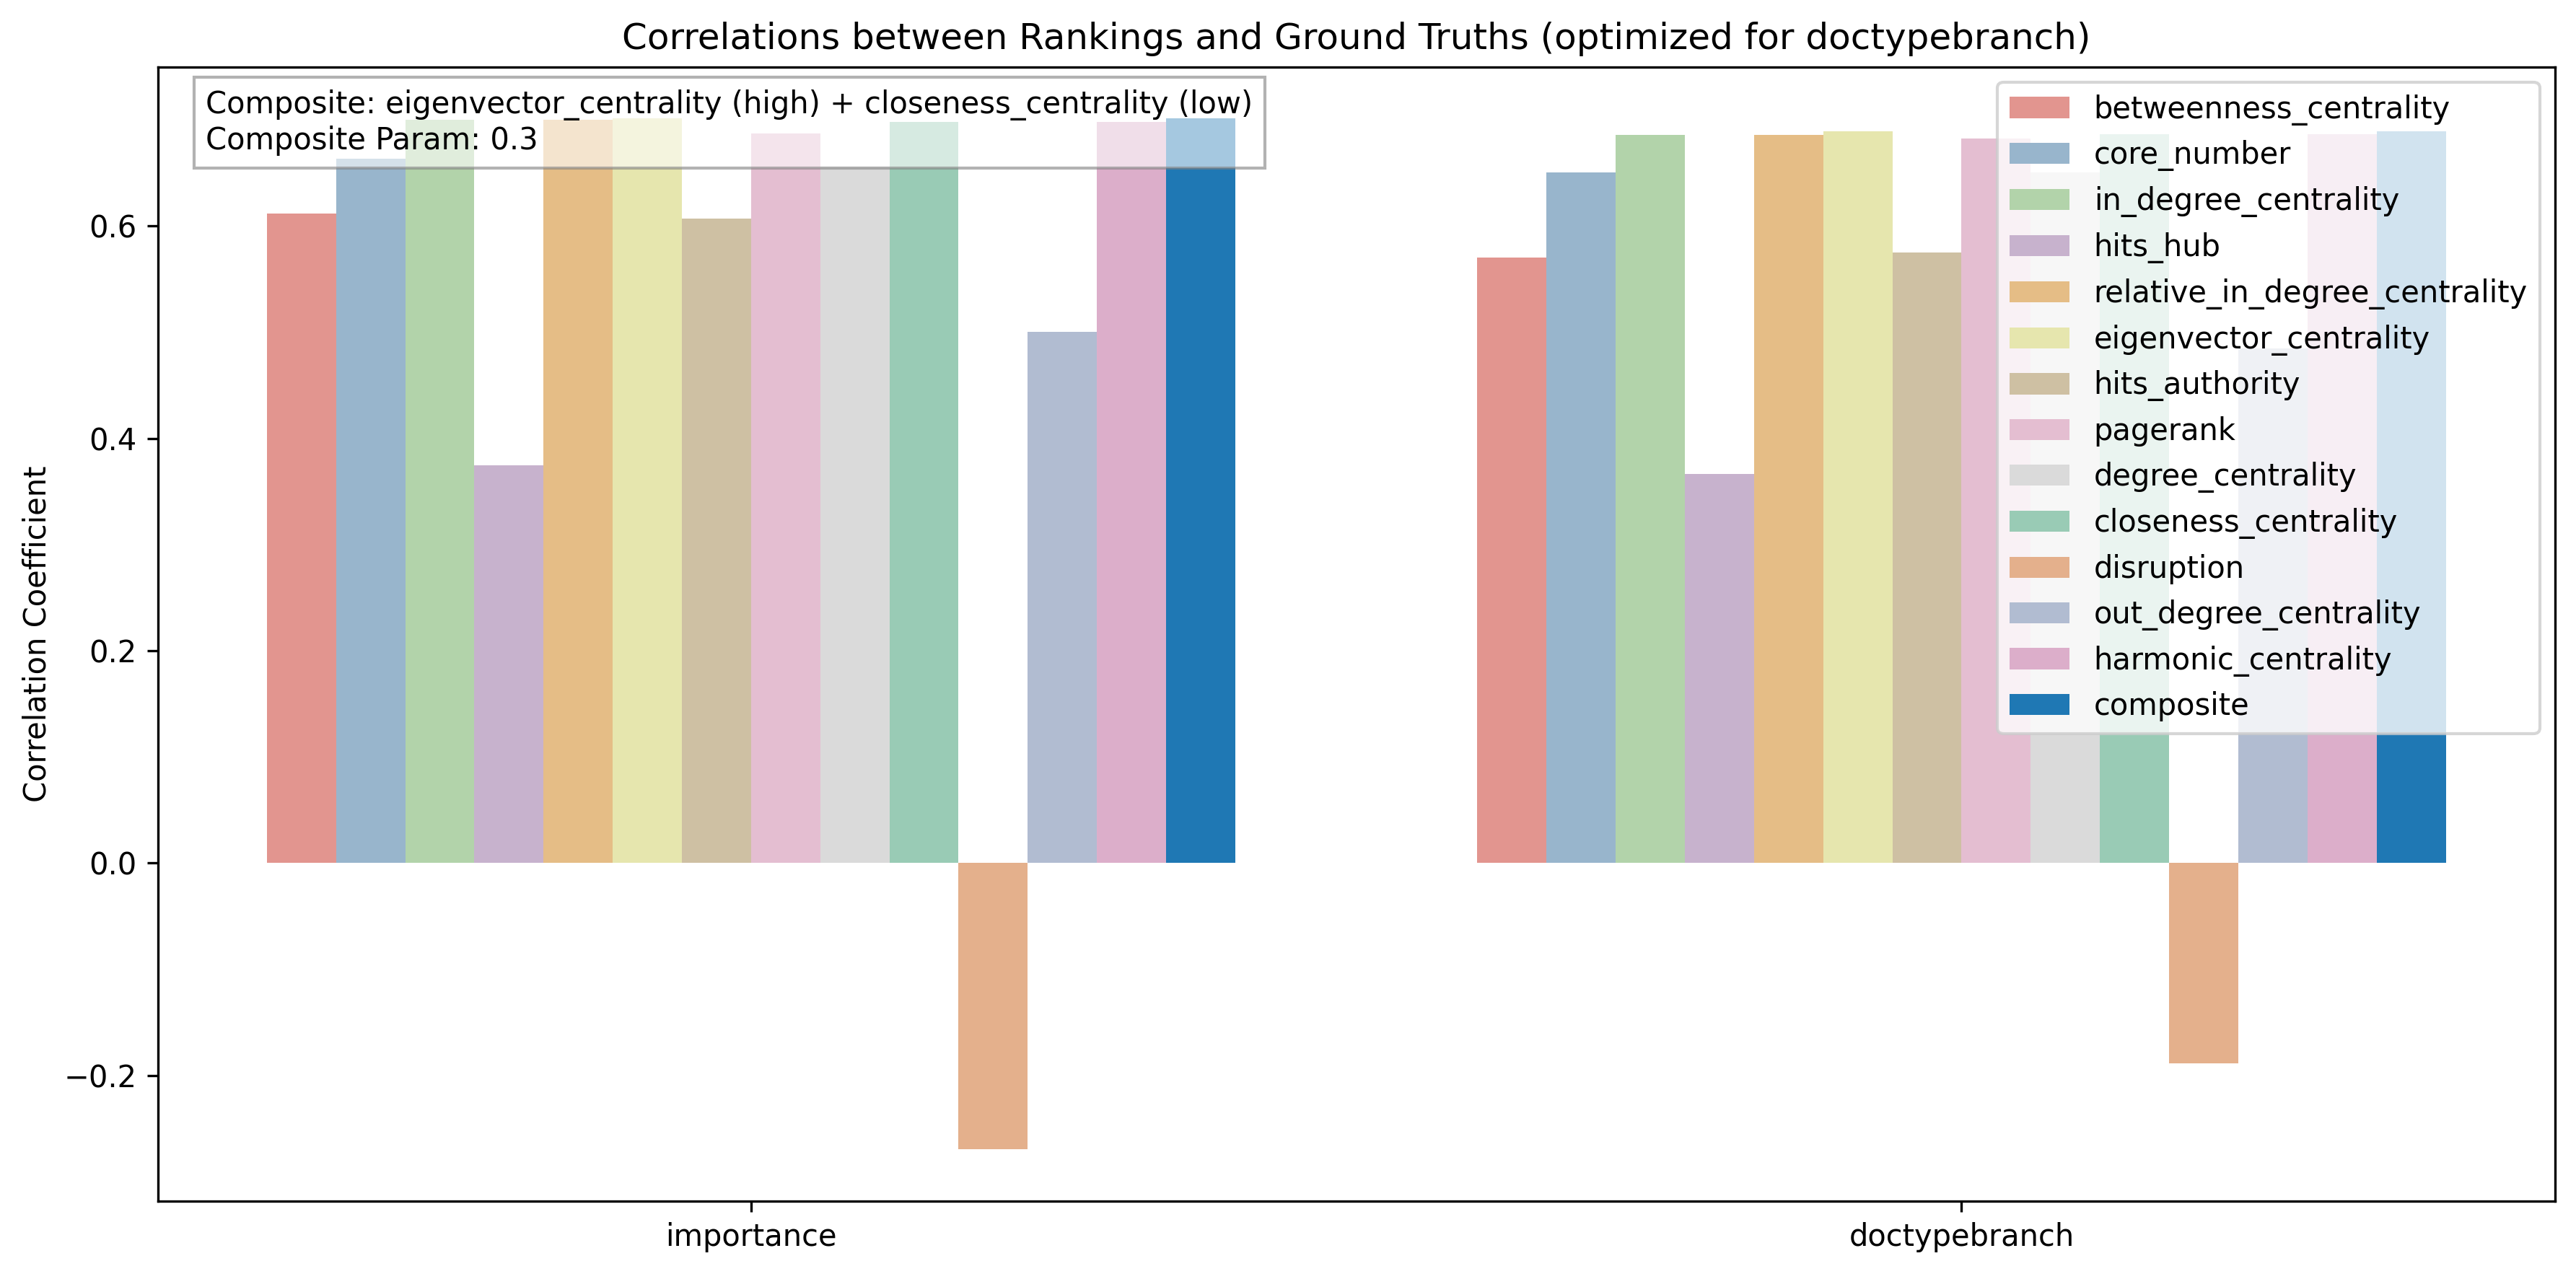 Correlations between Rankings and Ground Truths (optimized for doctypebranch)
Composite: eigenvector_centrality (high) + closeness_centrality (low)
Composite Param: 0.3
betweenness_centrality
core_number
in_degree_centrality
hits_hub
relative_in_degree_centrality
eigenvector_centrality
hits_authority
pagerank
degree_centrality
closeness_centrality
disruption
out_degree_centrality
harmonic_centrality
composite
Correlation Coefficient
0.6
0.4
0.2
0.0
−0.2
importance
doctypebranch